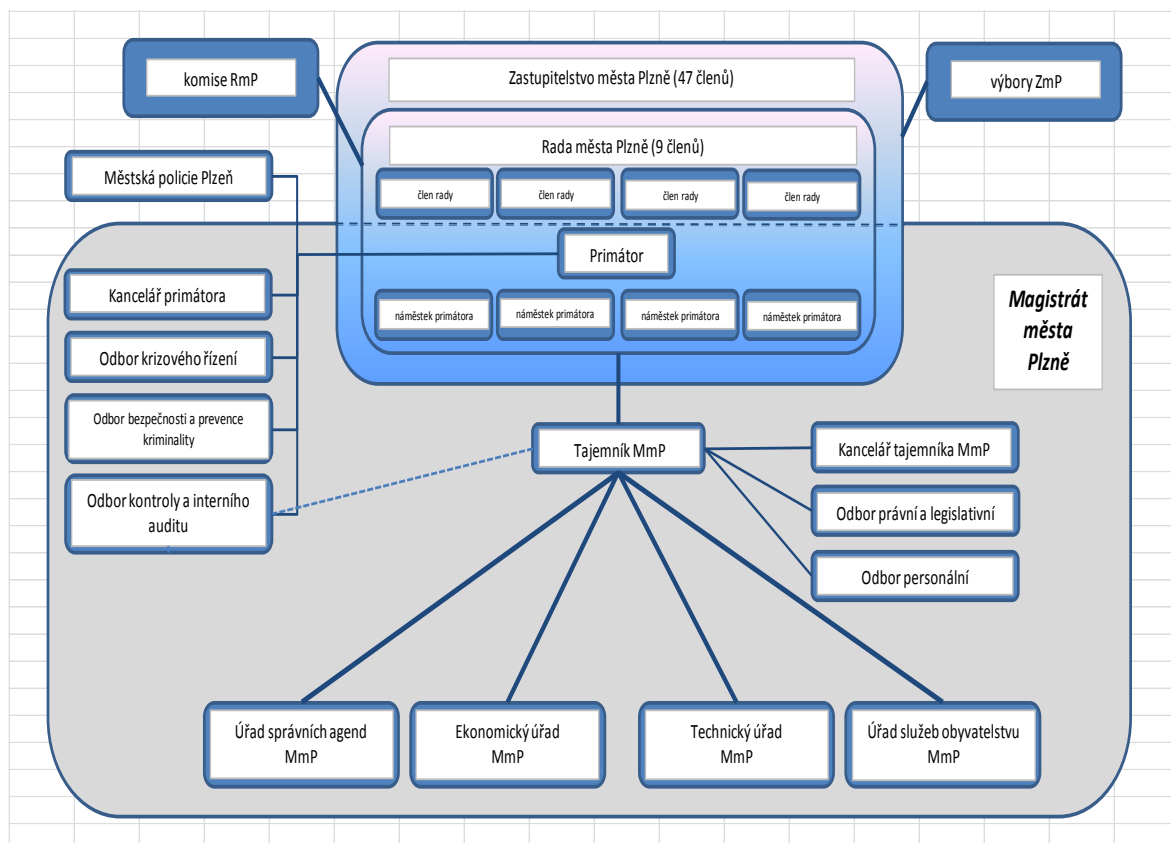 komise RmP
Zastupitelstvo města Plzně (47 členů)
výbory ZmP
Rada města Plzně (9 členů)
Městská policie Plzeň
člen rady
člen rady
člen rady
člen rady
Primátor
Kancelář primátora
náměstek primátora
náměstek primátora
náměstek primátora
náměstek primátora
Magistrát
města
Plzně
Odbor krizového řízení
Odbor bezpečnosti a prevence
kriminality
Tajemník MmP
Kancelář tajemníka MmP
Odbor kontroly a interního
auditu
Odbor právní a legislativní
Odbor personální
Úřad správních agend
MmP
Ekonomický úřad
MmP
Technický úřad
MmP
Úřad služeb obyvatelstvu
MmP